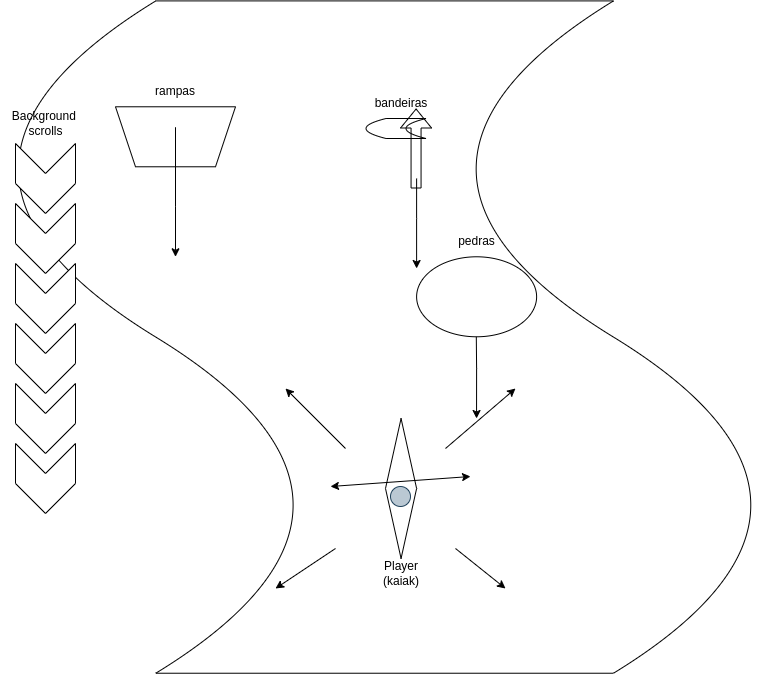 rampas
bandeiras
Background
scrolls
pedras
Player
(kaiak)